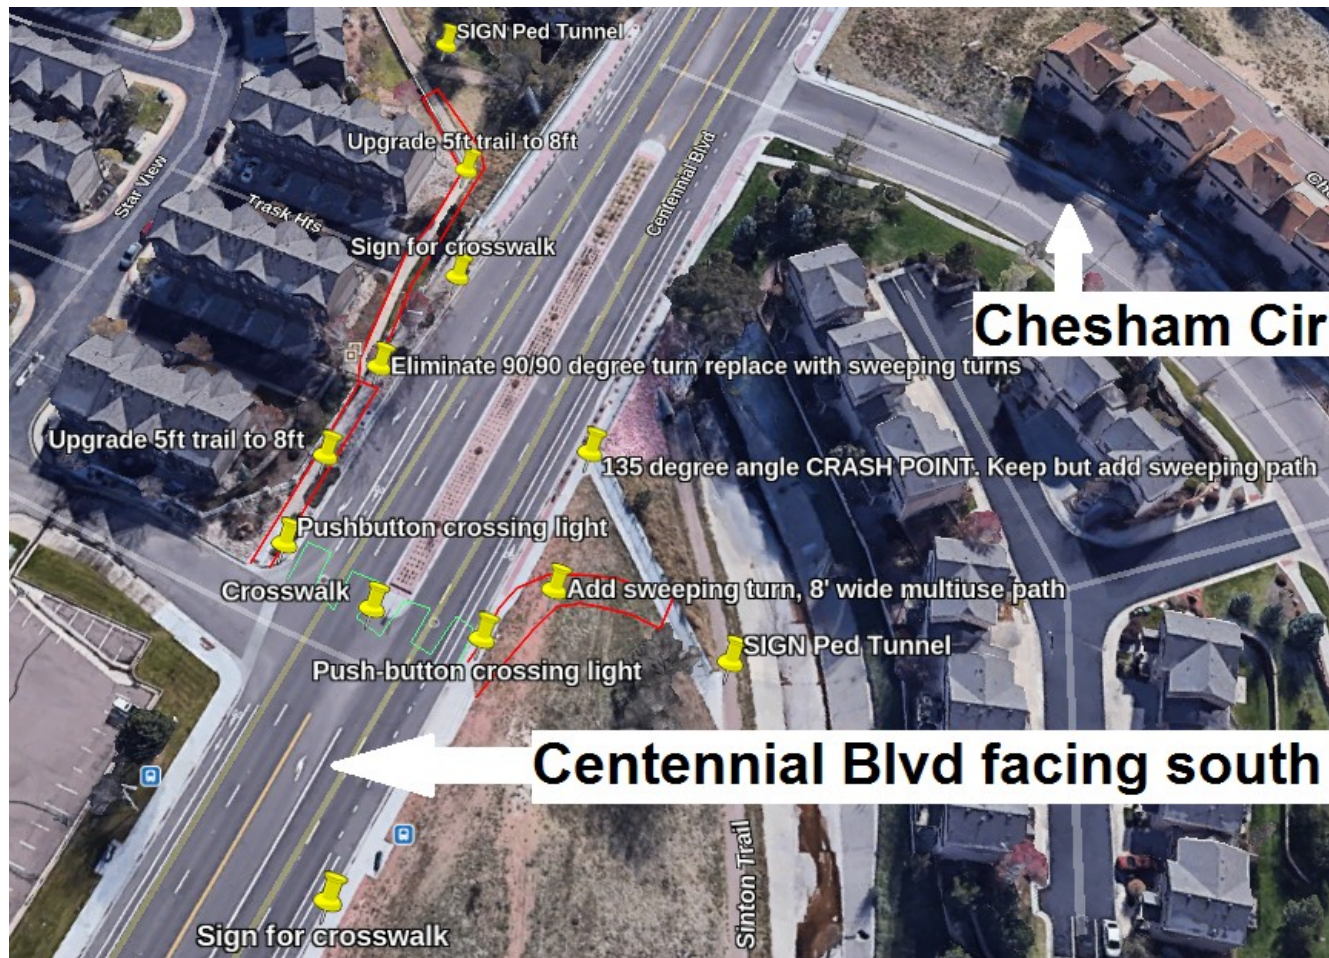 SIGN Ped Tunnel
Upgrade 5ft trail to 8ft
Centennial Blvd
Star View
Trask Hts
Sign for crosswalk
Chesham Cir
Eliminate 90/90 degree turn replace with sweeping turns
Upgrade 5ft trail to 8ft
135 degree angle CRASH POINT. Keep but add sweeping path
Pushbutton crossing light
Crosswalk
Add sweeping turn, 8' wide multiuse path
SIGN Ped Tunnel
Push-button crossing light
Centennial Blvd facing south
Sinton Trail
Sign for crosswalk